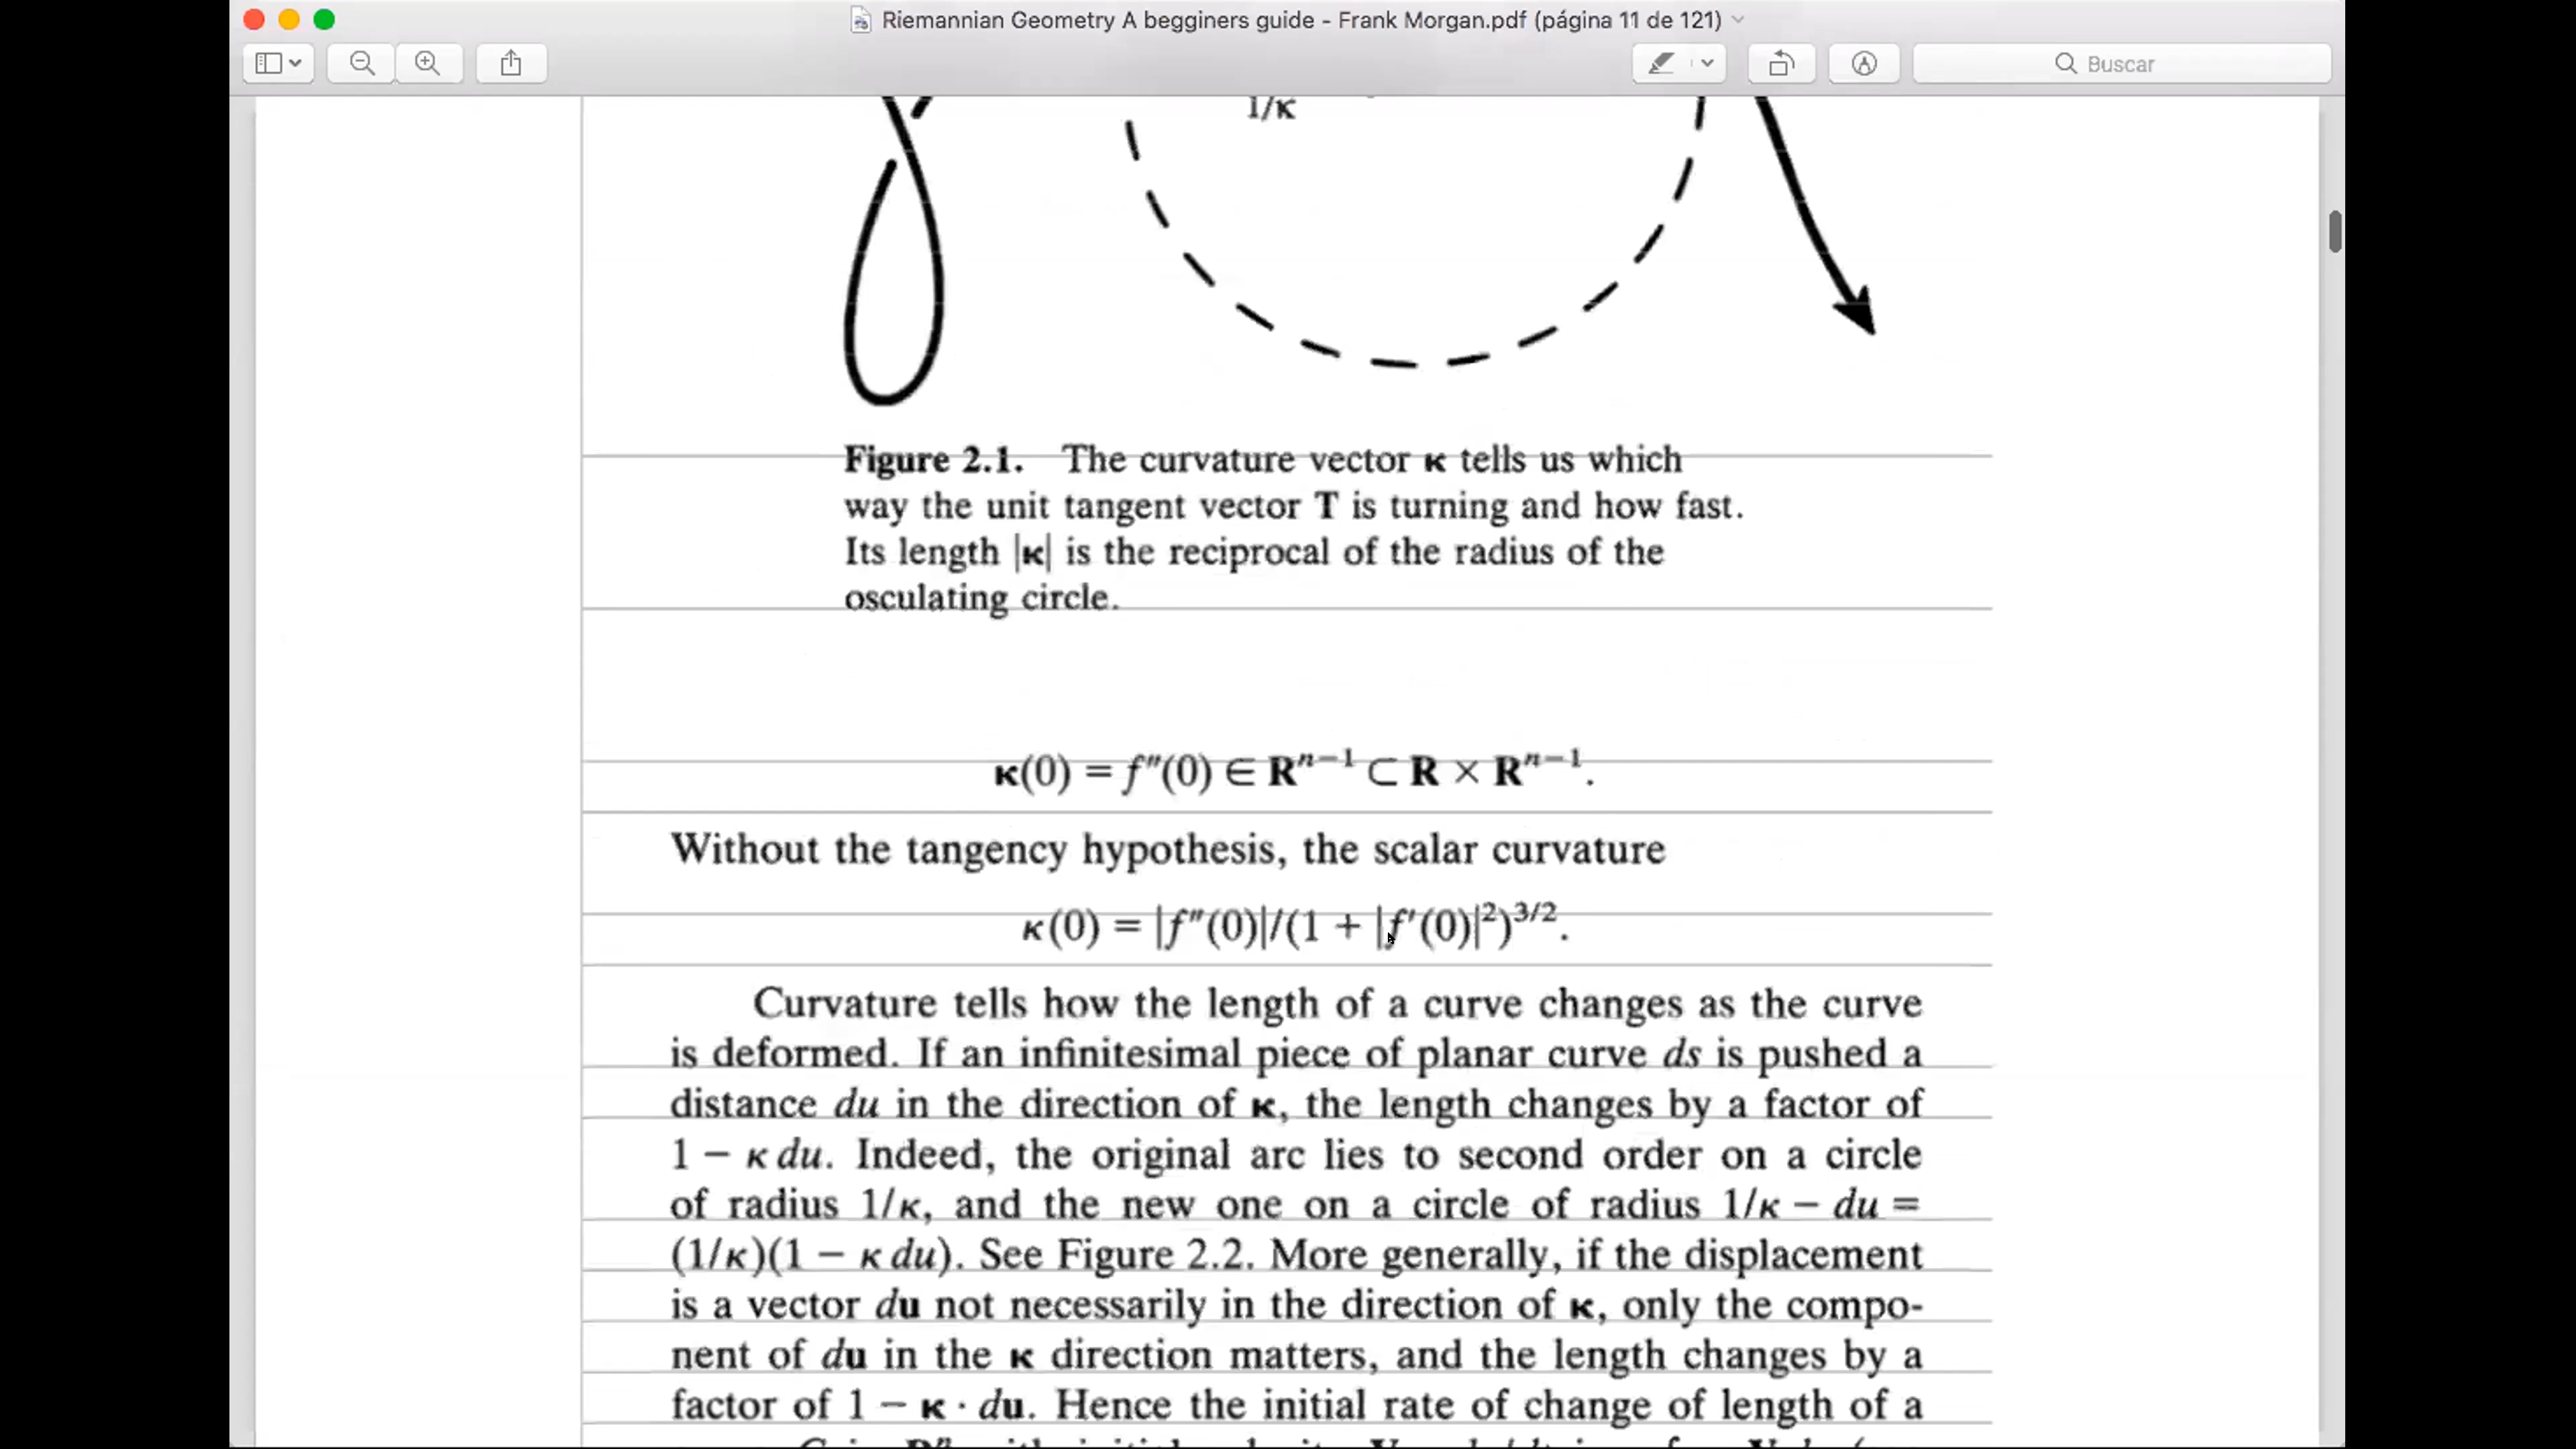 Riemannian Geometry A begginers guide - Frank Morgan.pdf (página 11 de 121)
Buscar
1/κ
Figure 2.1. The curvature vector κ tells us which
way the unit tangent vector T is turning and how fast.
Its length |κ| is the reciprocal of the radius of the
osculating circle.
κ(0) = f″(0) ∈ Rⁿ⁻¹ ⊂ R × Rⁿ⁻¹.
Without the tangency hypothesis, the scalar curvature
κ(0) = |f″(0)|/(1 + |f′(0)|²)³ᐟ².
Curvature tells how the length of a curve changes as the curve
is deformed. If an infinitesimal piece of planar curve ds is pushed a
distance du in the direction of κ, the length changes by a factor of
1 − κ du. Indeed, the original arc lies to second order on a circle
of radius 1/κ, and the new one on a circle of radius 1/κ − du =
(1/κ)(1 − κ du). See Figure 2.2. More generally, if the displacement
is a vector du not necessarily in the direction of κ, only the compo-
nent of du in the κ direction matters, and the length changes by a
factor of 1 − κ · du. Hence the initial rate of change of length of a